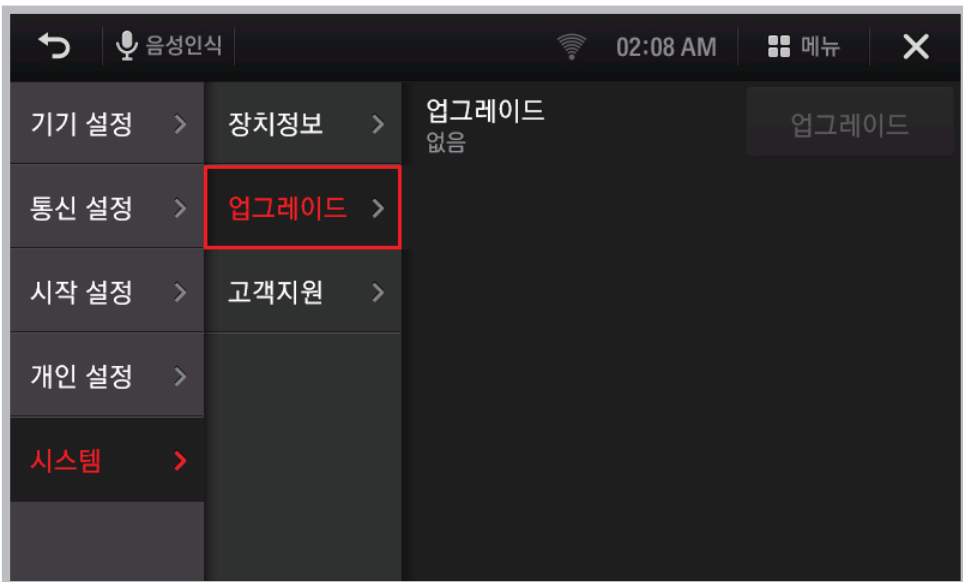 음성인식
02:08 AM
메뉴
기기 설정
통신 설정
시작 설정
개인 설정
시스템
장치정보
업그레이드
고객지원
업그레이드
없음
업그레이드